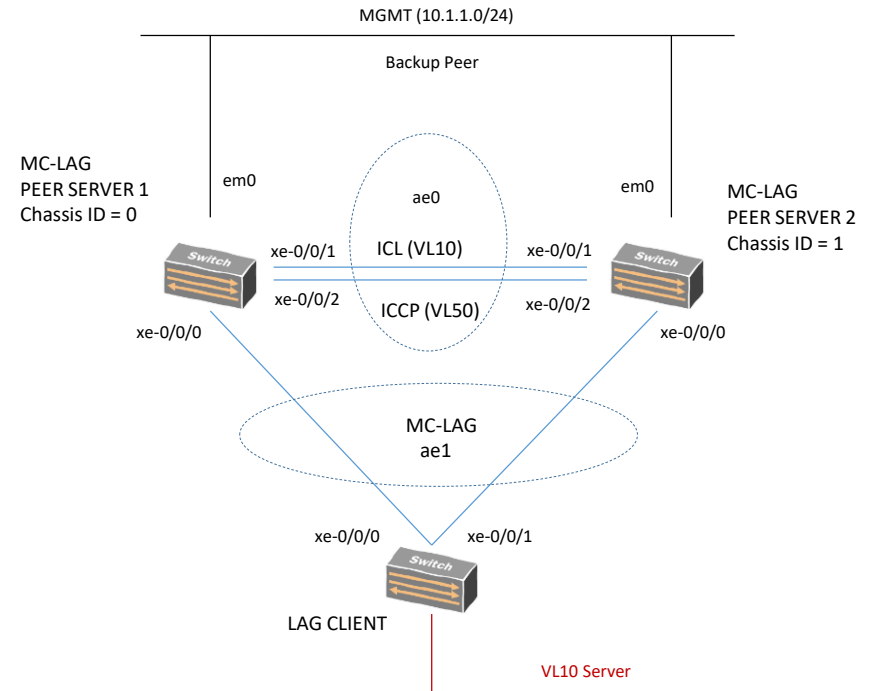 MGMT (10.1.1.0/24)
Backup Peer
MC-LAG
PEER SERVER 1
Chassis ID = 0
em0
ae0
em0
MC-LAG
PEER SERVER 2
Chassis ID = 1
Switch
xe-0/0/1
ICL (VL10)
xe-0/0/1
Switch
xe-0/0/2
ICCP (VL50)
xe-0/0/2
xe-0/0/0
xe-0/0/0
MC-LAG
ae1
xe-0/0/0
xe-0/0/1
Switch
LAG CLIENT
VL10 Server